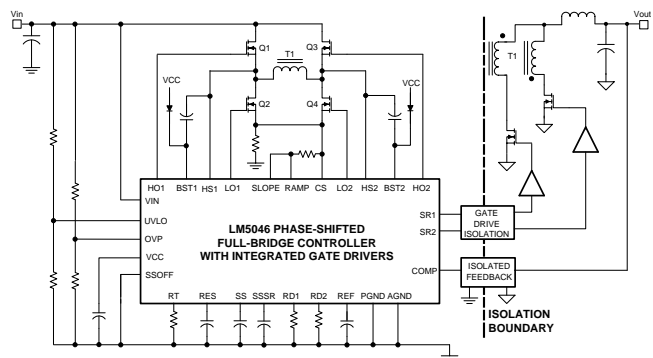 Vin
Vout
Q1
Q3
T1
T1
VCC
VCC
Q2
Q4
HO1
BST1
HS1
LO1
SLOPE
RAMP
CS
LO2
HS2
BST2
HO2
VIN
UVLO
OVP
VCC
SSOFF
LM5046 PHASE-SHIFTED
FULL-BRIDGE CONTROLLER
WITH INTEGRATED GATE DRIVERS
SR1
SR2
COMP
GATE
DRIVE
ISOLATION
ISOLATED
FEEDBACK
RT
RES
SS
SSSR
RD1
RD2
REF
PGND
AGND
ISOLATION
BOUNDARY